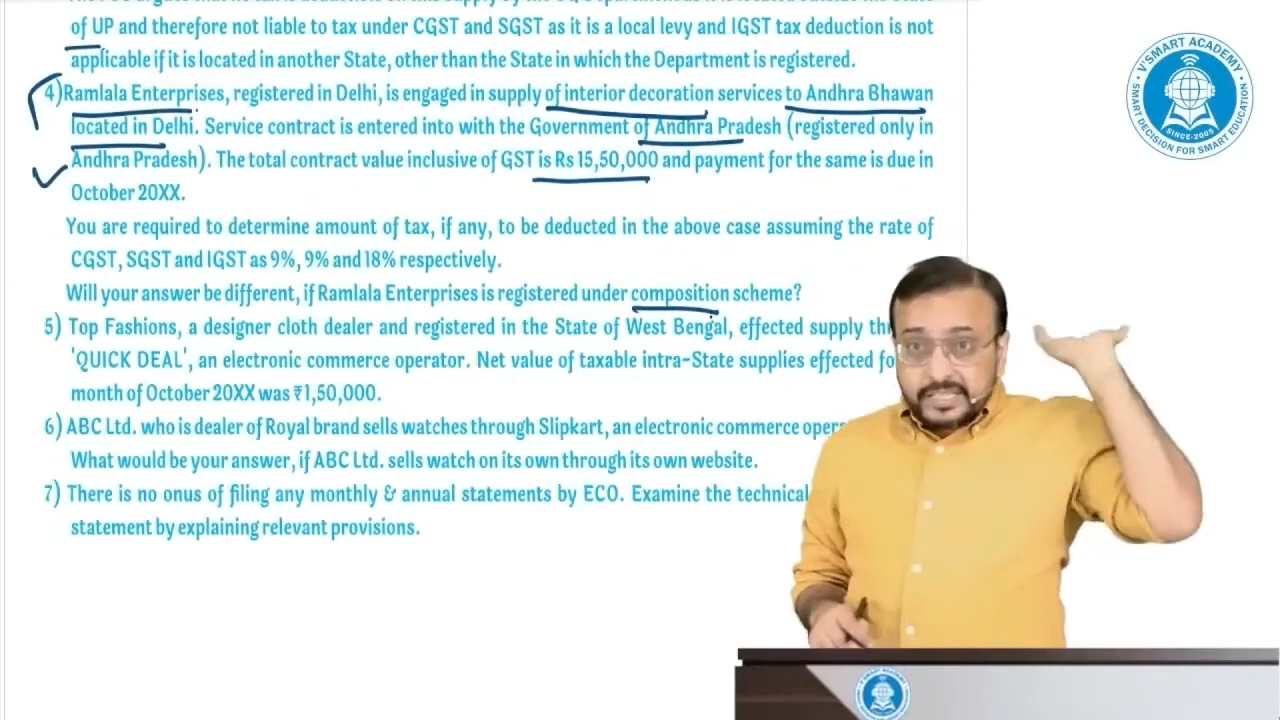 of UP and therefore not liable to tax under CGST and SGST as it is a local levy and IGST tax deduction is not
applicable if it is located in another State, other than the State in which the Department is registered.
4) Ramlala Enterprises, registered in Delhi, is engaged in supply of interior decoration services to Andhra Bhawan
located in Delhi. Service contract is entered into with the Government of Andhra Pradesh (registered only in
Andhra Pradesh). The total contract value inclusive of GST is Rs 15,50,000 and payment for the same is due in
October 20XX.
You are required to determine amount of tax, if any, to be deducted in the above case assuming the rate of
CGST, SGST and IGST as 9%, 9% and 18% respectively.
Will your answer be different, if Ramlala Enterprises is registered under composition scheme?
5) Top Fashions, a designer cloth dealer and registered in the State of West Bengal, effected supply
'QUICK DEAL', an electronic commerce operator. Net value of taxable intra-State supplies effected
month of October 20XX was ₹1,50,000.
6) ABC Ltd. who is dealer of Royal brand sells watches through Slipkart, an electronic commerce
What would be your answer, if ABC Ltd. sells watch on its own through its own website.
7) There is no onus of filing any monthly & annual statements by ECO. Examine the technical
statement by explaining relevant provisions.
V'SMART ACADEMY
SINCE-2005
SMART DECISION FOR SMART EDUCATION